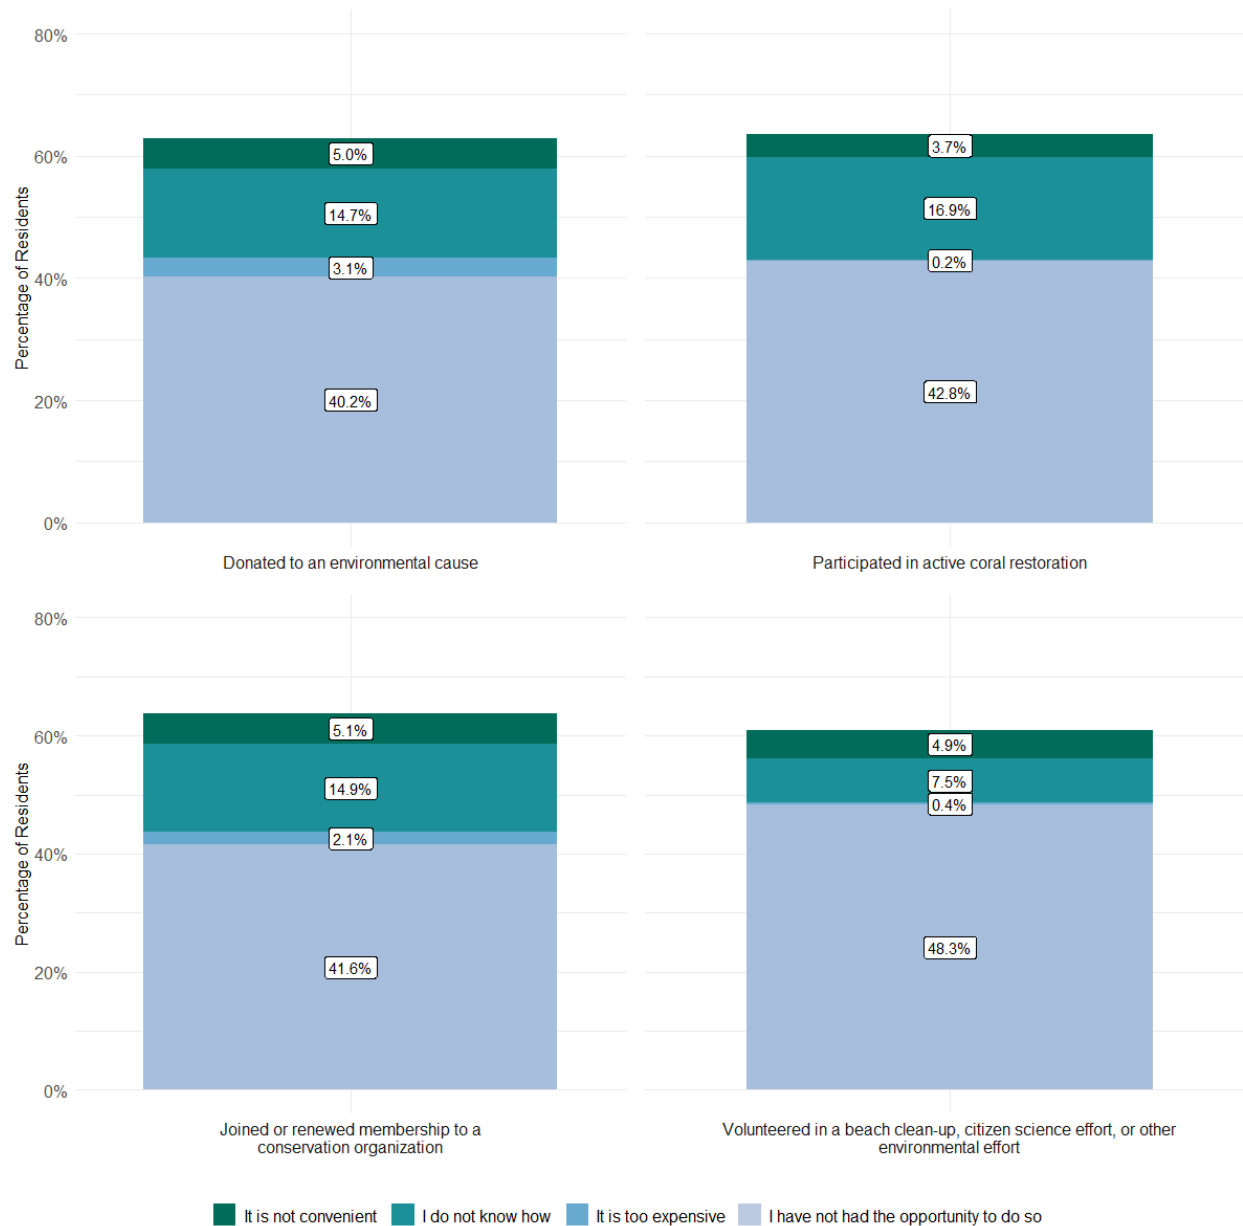 80%
60%
40%
20%
0%
Percentage of Residents
5.0%
14.7%
3.1%
40.2%
Donated to an environmental cause
3.7%
16.9%
0.2%
42.8%
Participated in active coral restoration
80%
60%
40%
20%
0%
Percentage of Residents
5.1%
14.9%
2.1%
41.6%
Joined or renewed membership to a
conservation organization
4.9%
7.5%
0.4%
48.3%
Volunteered in a beach clean-up, citizen science effort, or other
environmental effort
It is not convenient I do not know how It is too expensive I have not had the opportunity to do so